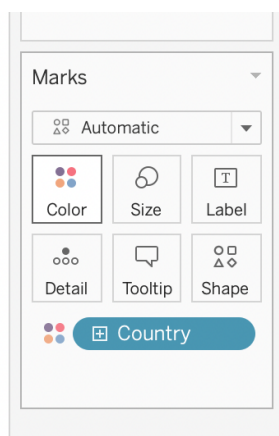 Marks
Automatic
Color Size T Label
Detail Tooltip Shape
Country